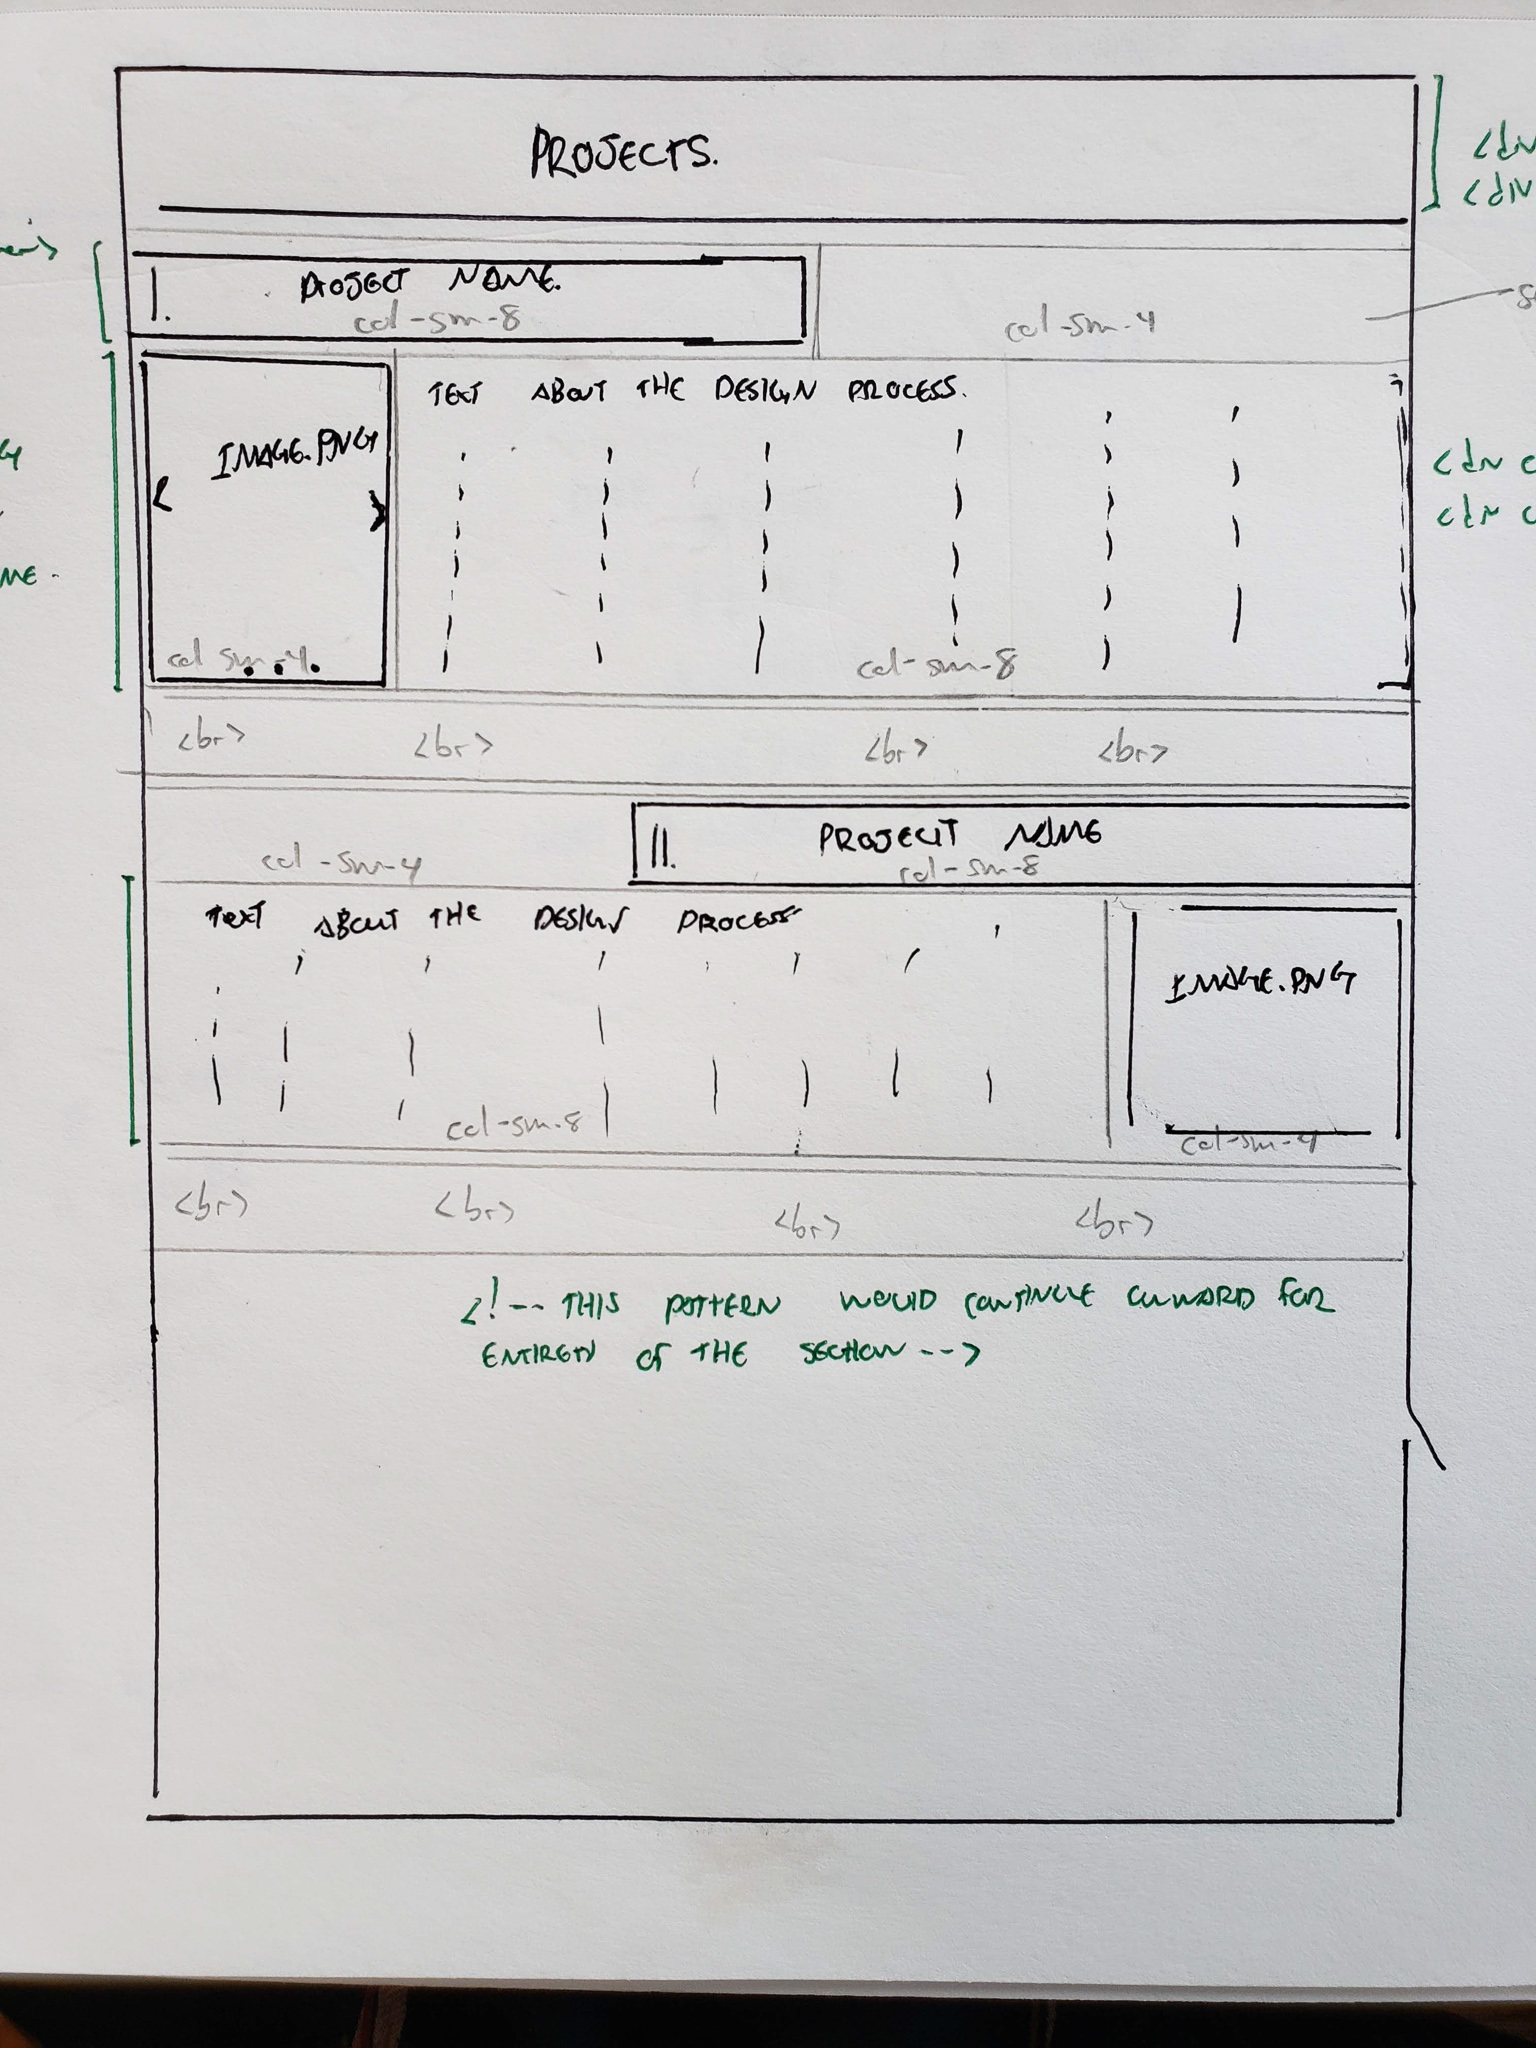 PROJECTS.
<div
<div
I. PROJECT NAME.
col-sm-8
col-sm-4
TEXT ABOUT THE DESIGN PROCESS.
IMAGE.PNG
< >
<div c
<div c
col sm-4
col-sm-8
<br> <br> <br> <br>
II. PROJECT NAME
col-sm-4
col-sm-8
TEXT ABOUT THE DESIGN PROCESS
IMAGE.PNG
col-sm-8
col-sm-4
<br> <br> <br> <br>
<!-- THIS PATTERN WOULD CONTINUE ONWARD FOR
ENTIRETY OF THE SECTION -->